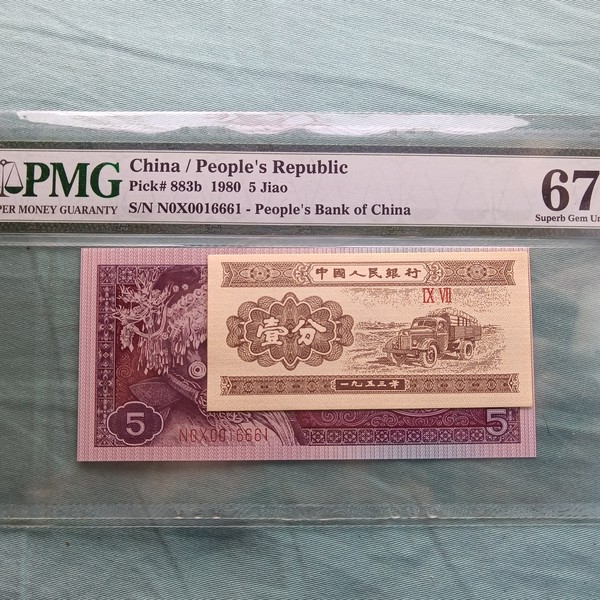 PMG
PER MONEY GUARANTY
China / People's Republic
Pick# 883b 1980 5 Jiao
S/N N0X0016661 - People's Bank of China
67
Superb Gem Un
中國人民銀行
IX VII
壹分
一九五三年
5
N0X0016661
5